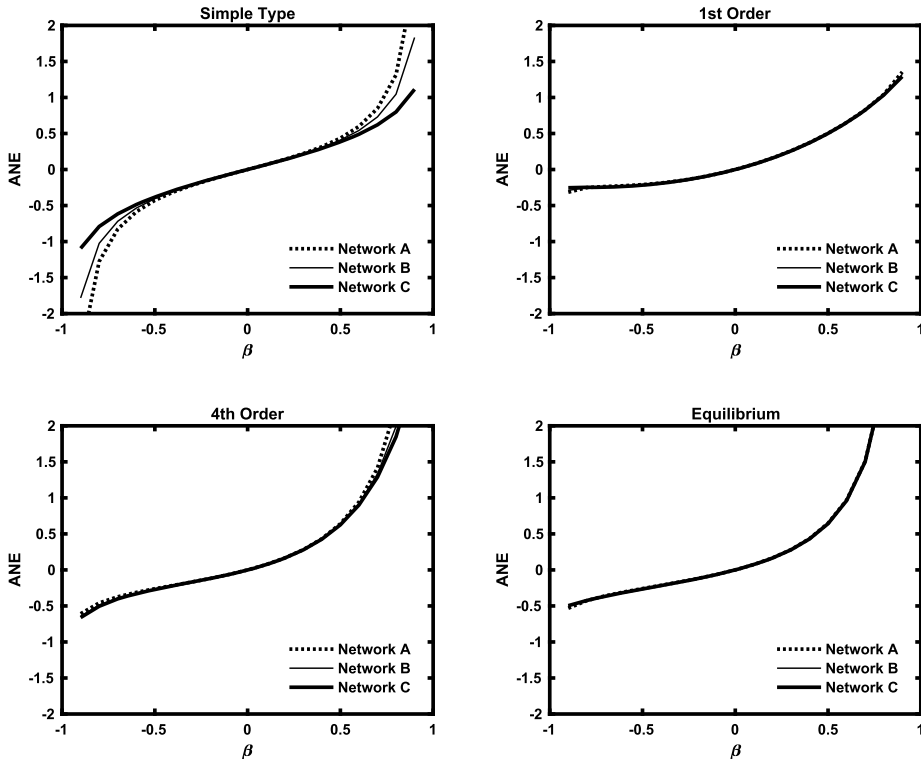 Simple Type
2
1.5
1
0.5
0
-0.5
-1
-1.5
-2
ANE
Network A
Network B
Network C
-1 -0.5 0 0.5 1
β
1st Order
2
1.5
1
0.5
0
-0.5
-1
-1.5
-2
ANE
Network A
Network B
Network C
-1 -0.5 0 0.5 1
β
4th Order
2
1.5
1
0.5
0
-0.5
-1
-1.5
-2
ANE
Network A
Network B
Network C
-1 -0.5 0 0.5 1
β
Equilibrium
2
1.5
1
0.5
0
-0.5
-1
-1.5
-2
ANE
Network A
Network B
Network C
-1 -0.5 0 0.5 1
β